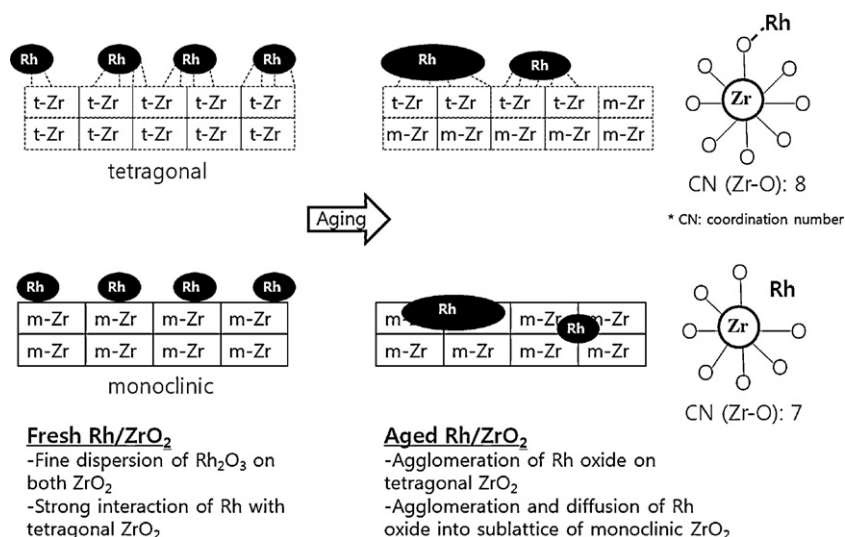 Rh Rh Rh Rh
t-Zr t-Zr t-Zr t-Zr t-Zr
t-Zr t-Zr t-Zr t-Zr t-Zr
tetragonal
Rh Rh
t-Zr t-Zr t-Zr t-Zr m-Zr
m-Zr m-Zr m-Zr m-Zr m-Zr
Rh
O
O O
O Zr O
O O
O
CN (Zr-O): 8
* CN: coordination number
Aging
Rh Rh Rh Rh
m-Zr m-Zr m-Zr m-Zr
m-Zr m-Zr m-Zr m-Zr
monoclinic
Rh Rh
m-Zr m-Zr
m-Zr m-Zr m-Zr m-Zr
O Rh
O
O Zr O
O O
O
CN (Zr-O): 7
Fresh Rh/ZrO₂
-Fine dispersion of Rh₂O₃ on
both ZrO₂
-Strong interaction of Rh with
tetragonal ZrO₂
Aged Rh/ZrO₂
-Agglomeration of Rh oxide on
tetragonal ZrO₂
-Agglomeration and diffusion of Rh
oxide into sublattice of monoclinic ZrO₂